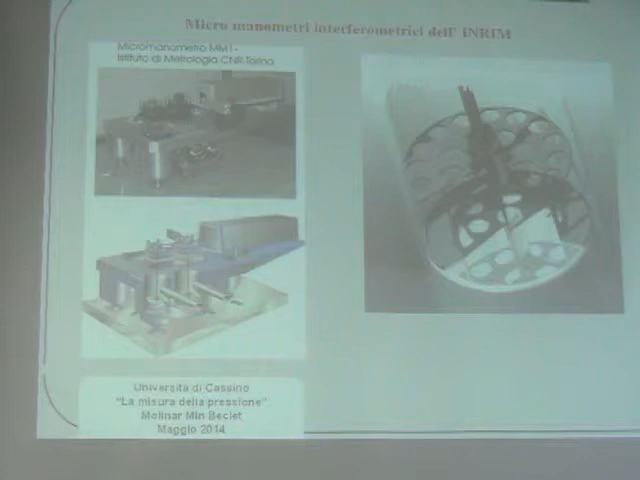 Micro manometri interferometrici dell' INRIM
Micromanometro MM1-
Istituto di Metrologia CNR-Torino
Università di Cassino
"La misura della pressione"
Molinar Min Beciet
Maggio 2014